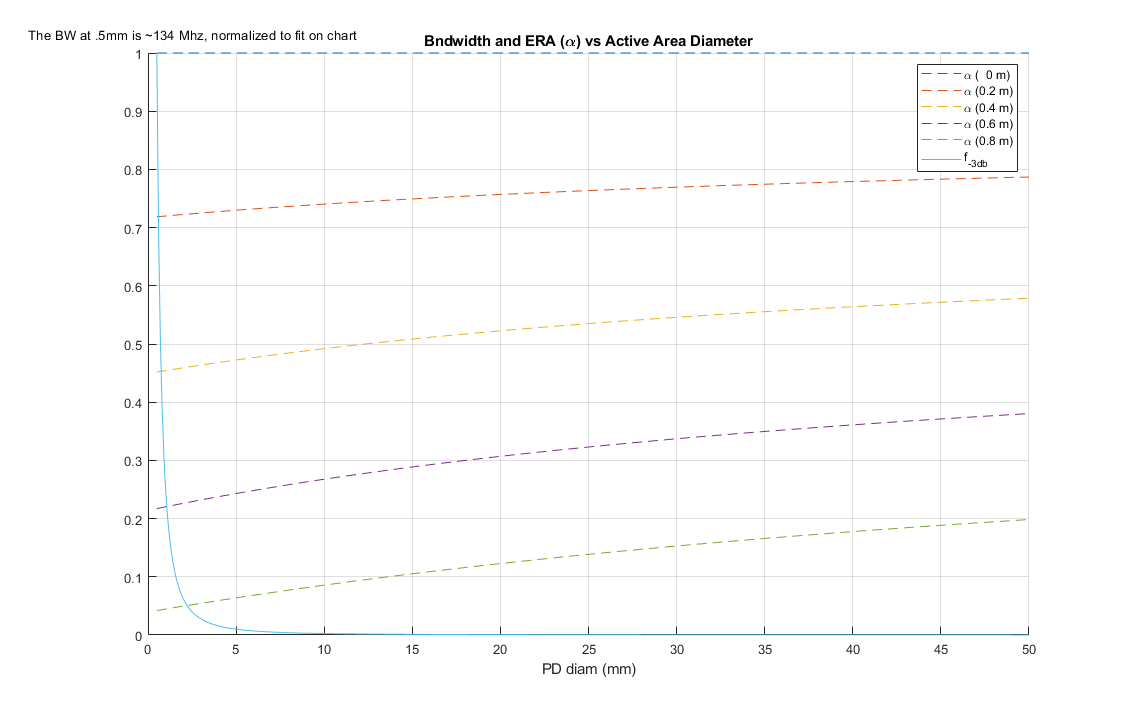 The BW at .5mm is ~134 Mhz, normalized to fit on chart
Bndwidth and ERA (α) vs Active Area Diameter
α (  0 m)
α (0.2 m)
α (0.4 m)
α (0.6 m)
α (0.8 m)
f-3db
1
0.9
0.8
0.7
0.6
0.5
0.4
0.3
0.2
0.1
0
0 5 10 15 20 25 30 35 40 45 50
PD diam (mm)